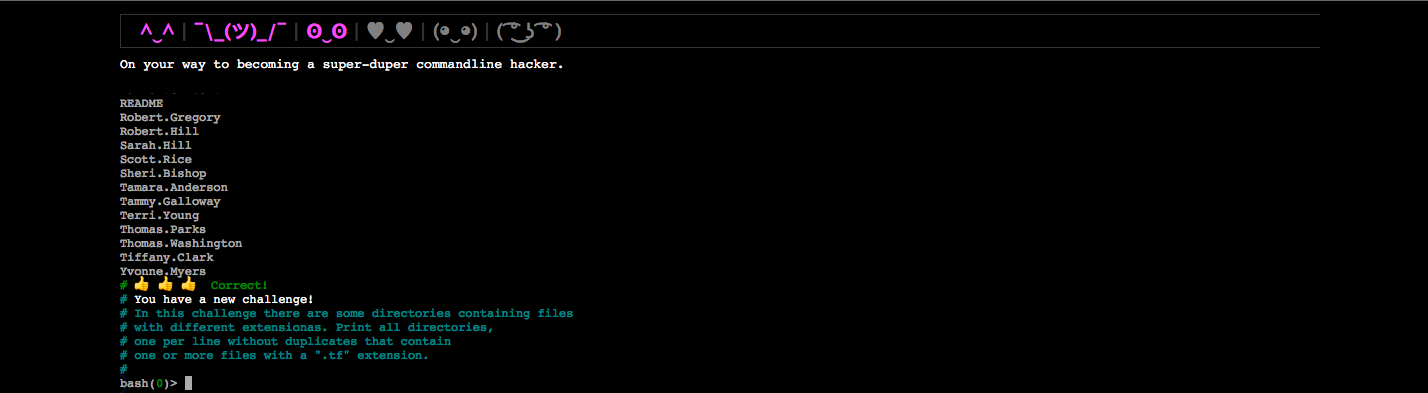 ^‿^ | ¯\_(ツ)_/¯ | ʘ‿ʘ | ♥‿♥ | (◕‿◕) | ( ͡° ͜ʖ ͡° )
On your way to becoming a super-duper commandline hacker.
README
Robert.Gregory
Robert.Hill
Sarah.Hill
Scott.Rice
Sheri.Bishop
Tamara.Anderson
Tammy.Galloway
Terri.Young
Thomas.Parks
Thomas.Washington
Tiffany.Clark
Yvonne.Myers
# 👍 👍 👍 Correct!
# You have a new challenge!
# In this challenge there are some directories containing files
# with different extensionas. Print all directories,
# one per line without duplicates that contain
# one or more files with a ".tf" extension.
#
bash(0)>